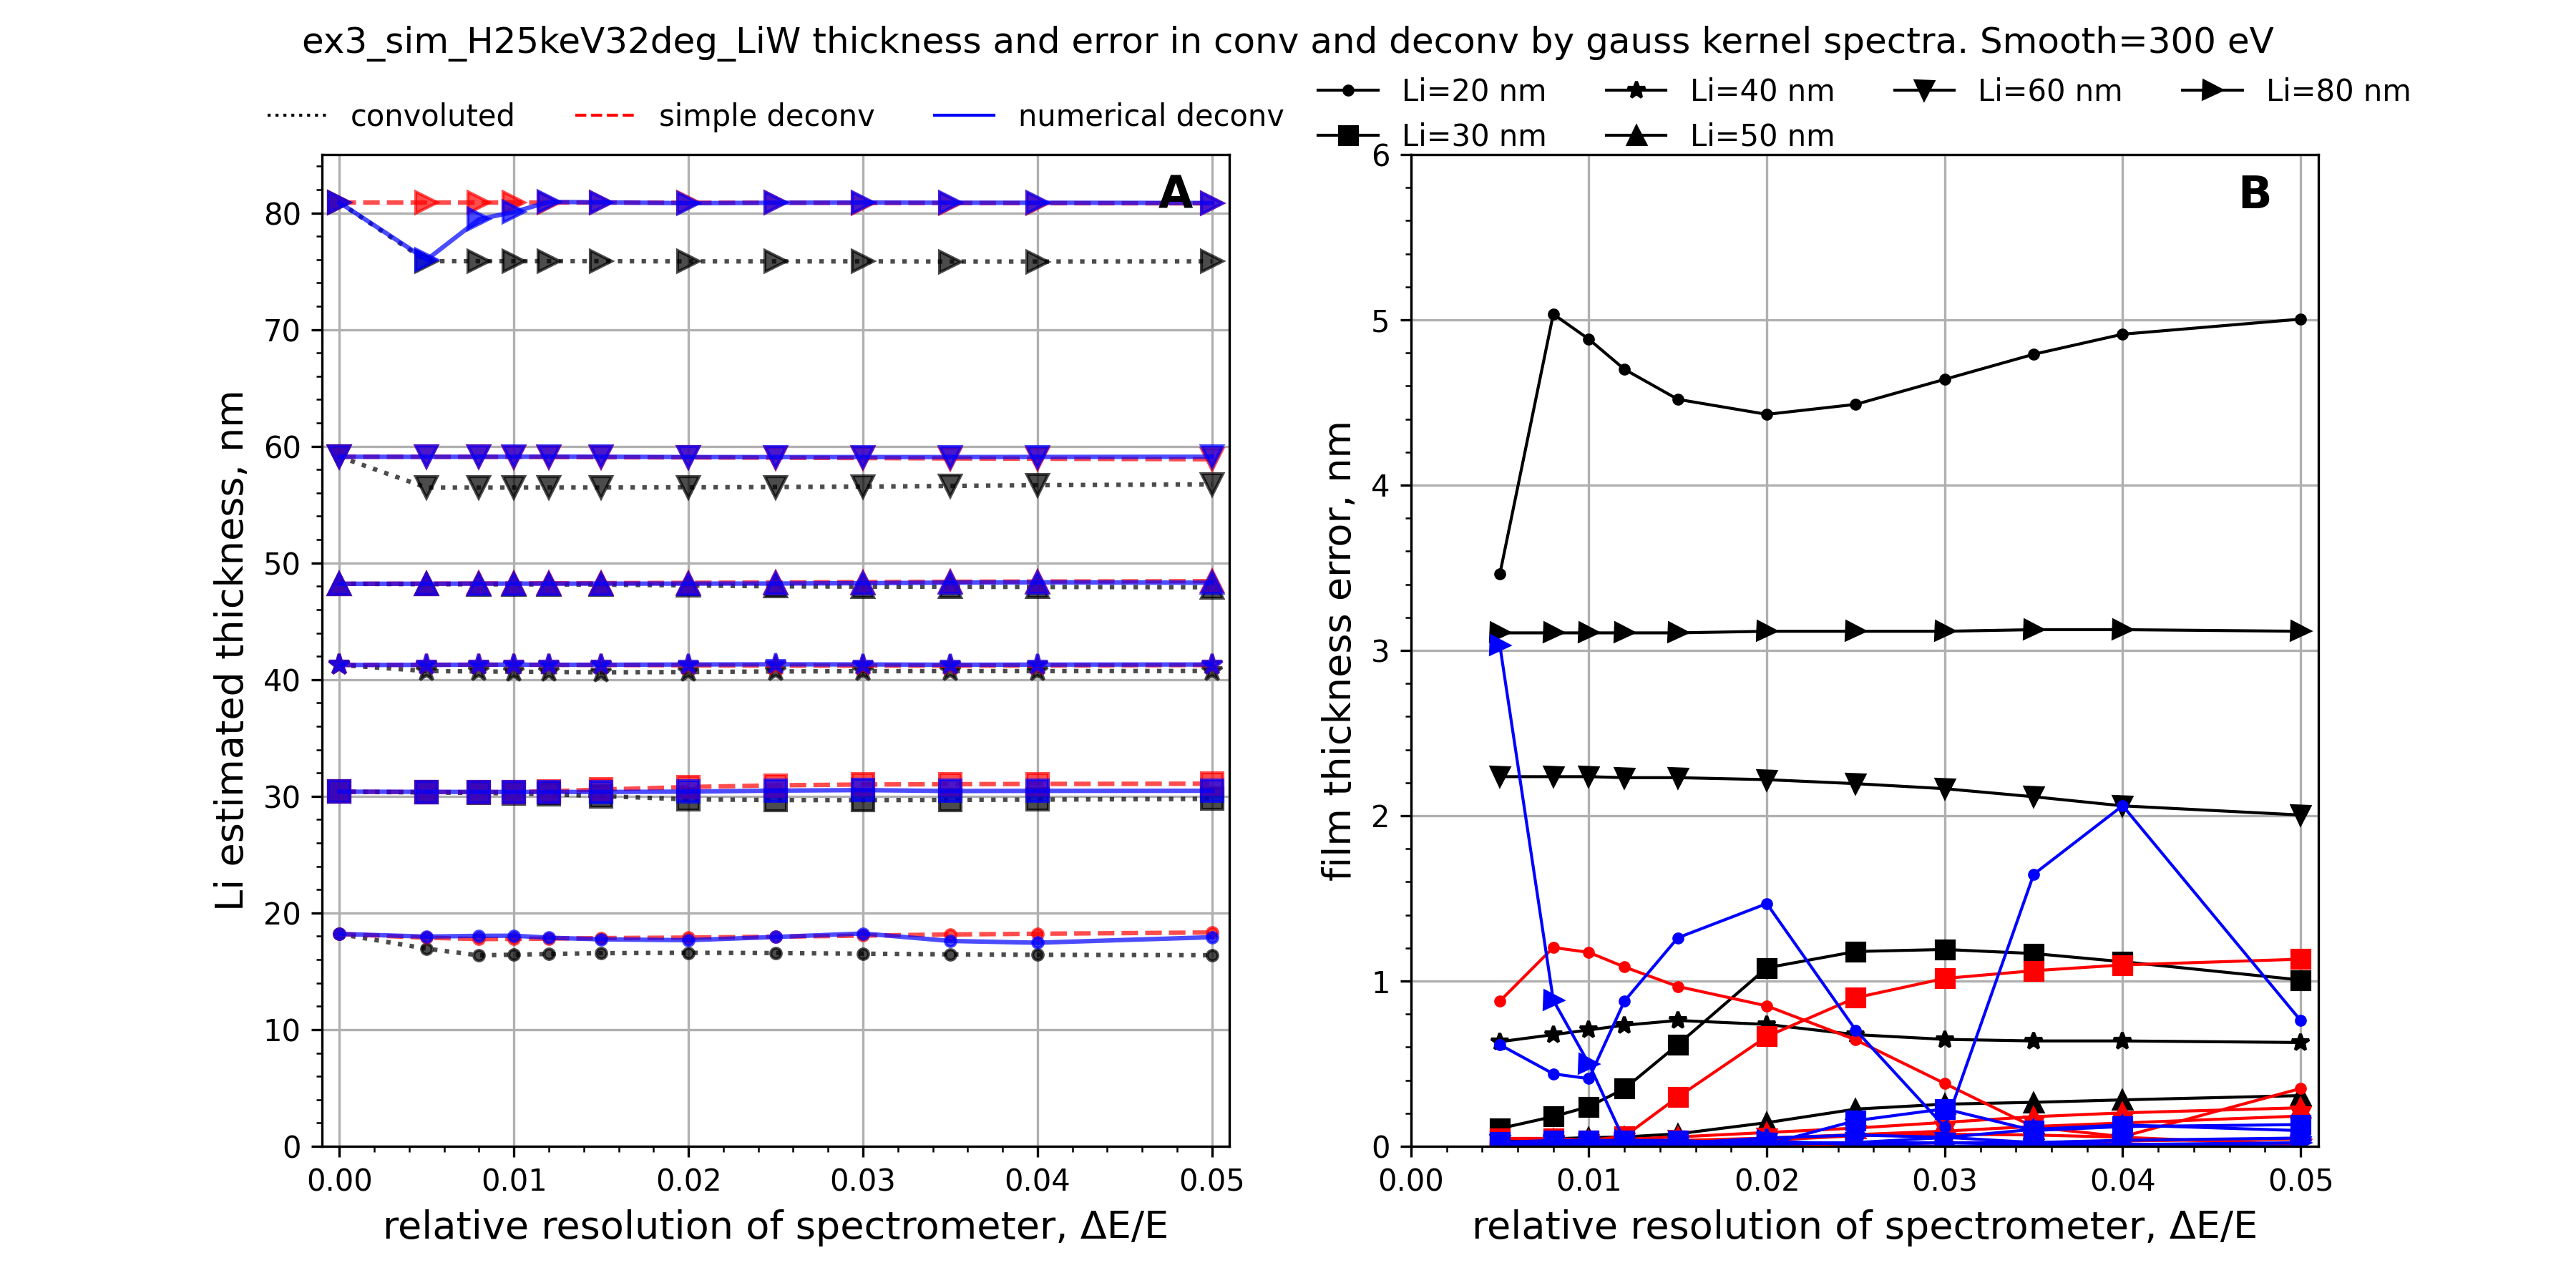 ex3_sim_H25keV32deg_LiW thickness and error in conv and deconv by gauss kernel spectra. Smooth=300 eV
convoluted simple deconv numerical deconv
Li=20 nm Li=40 nm Li=60 nm Li=80 nm
Li=30 nm Li=50 nm
A
Li estimated thickness, nm
80
70
60
50
40
30
20
10
0
0.00 0.01 0.02 0.03 0.04 0.05
relative resolution of spectrometer, ΔE/E
B
film thickness error, nm
6
5
4
3
2
1
0
0.00 0.01 0.02 0.03 0.04 0.05
relative resolution of spectrometer, ΔE/E